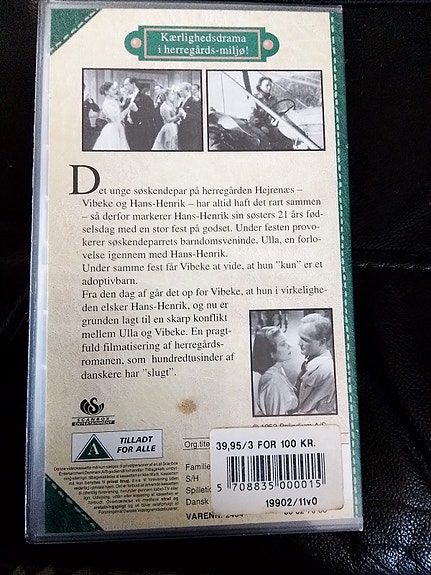 Kærlighedsdrama
i herregårds-miljø!
Det unge søskendepar på herregården Hejrenæs –
Vibeke og Hans-Henrik – har altid haft det rart sammen
– så derfor markerer Hans-Henrik sin søsters 21 års fød-
selsdag med en stor fest på godset. Under festen provo-
kerer søskendeparrets barndomsveninde, Ulla, en forlo-
velse igennem med Hans-Henrik.
Under samme fest får Vibeke at vide, at hun "kun" er et
adoptivbarn.
Fra den dag af går det op for Vibeke, at hun i virkelighe-
den elsker Hans-Henrik, og nu er
grunden lagt til en skarp konflikt
mellem Ulla og Vibeke. En pragt-
fuld filmatisering af herregårds-
romanen, som hundredtusinder af
danskere har "slugt".
SCANBOX
ENTERTAINMENT
A
TILLADT
FOR ALLE
Org.tite
Familie
S/H
Spilletic
Dansk
VARENR.
39,95/3 FOR 100 KR.
5 708835 000015
19902/11v0